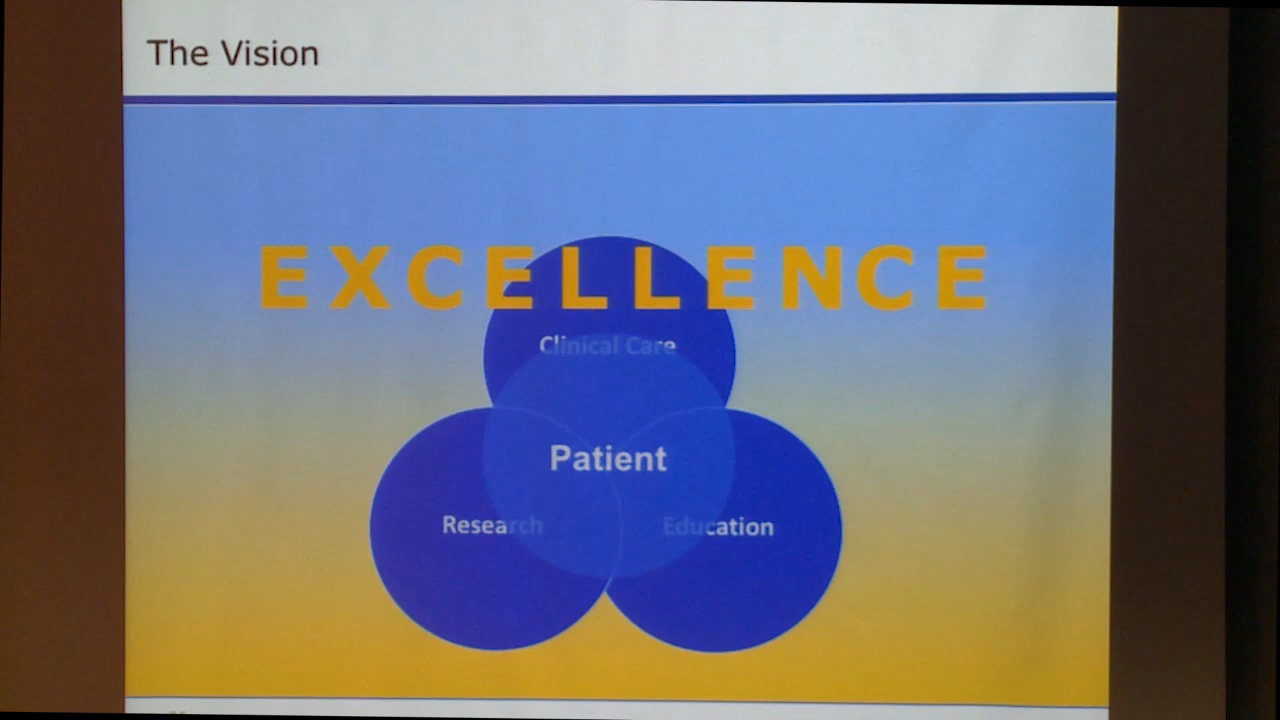 The Vision
EXCELLENCE
Clinical Care
Patient
Research
Education